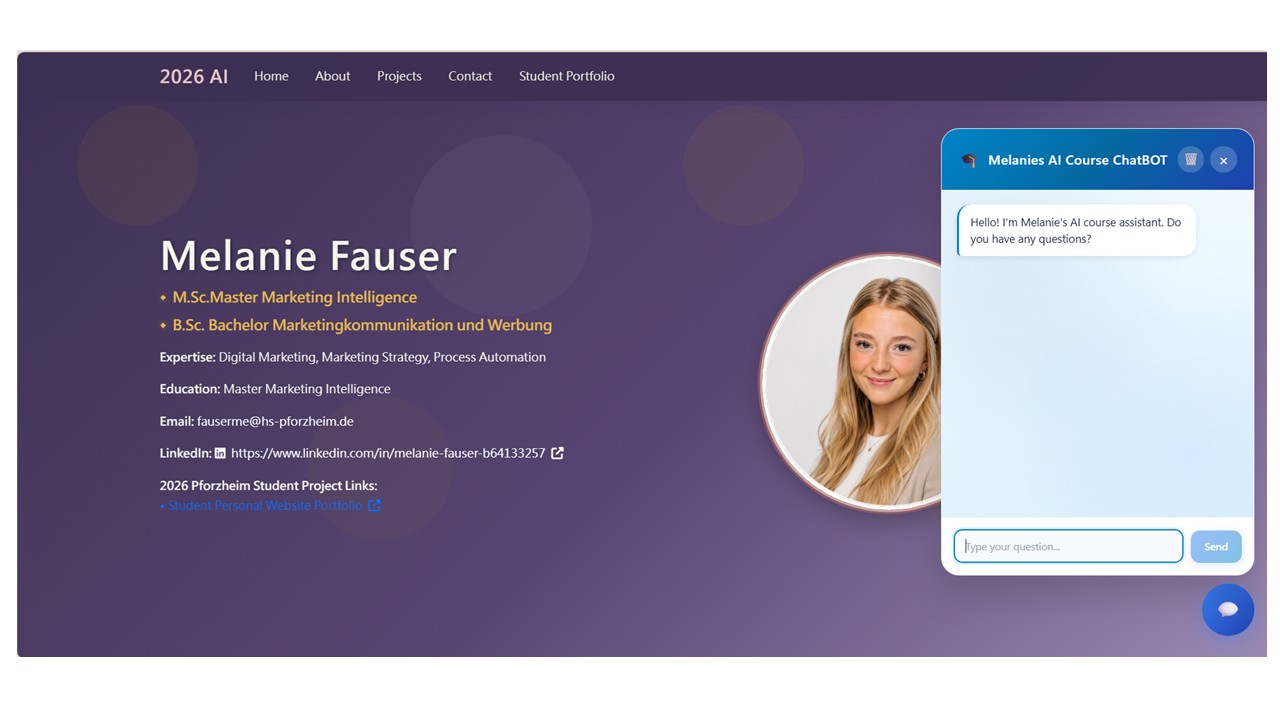 2026 AI Home About Projects Contact Student Portfolio
Melanie Fauser
M.Sc.Master Marketing Intelligence
B.Sc. Bachelor Marketingkommunikation und Werbung
Expertise: Digital Marketing, Marketing Strategy, Process Automation
Education: Master Marketing Intelligence
Email: fauserme@hs-pforzheim.de
LinkedIn: in https://www.linkedin.com/in/melanie-fauser-b64133257
2026 Pforzheim Student Project Links:
• Student Personal Website Portfolio
Melanies AI Course ChatBOT ×
Hello! I'm Melanie's AI course assistant. Do
you have any questions?
Type your question...
Send